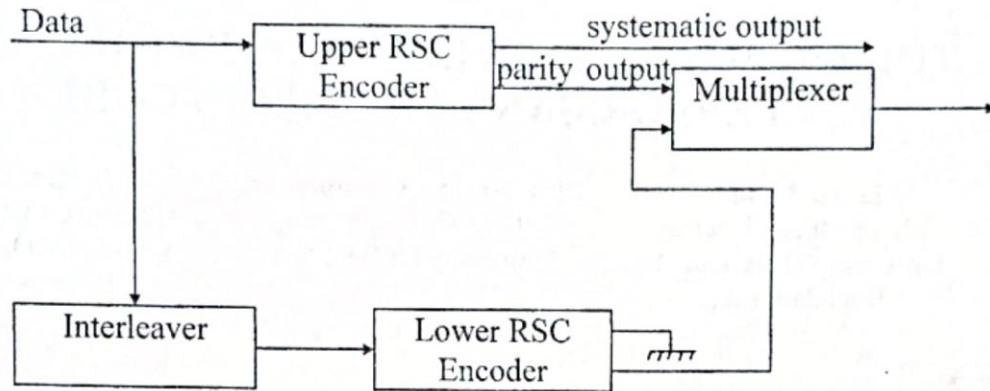 Data
Upper RSC
Encoder
systematic output
parity output
Multiplexer
Interleaver
Lower RSC
Encoder